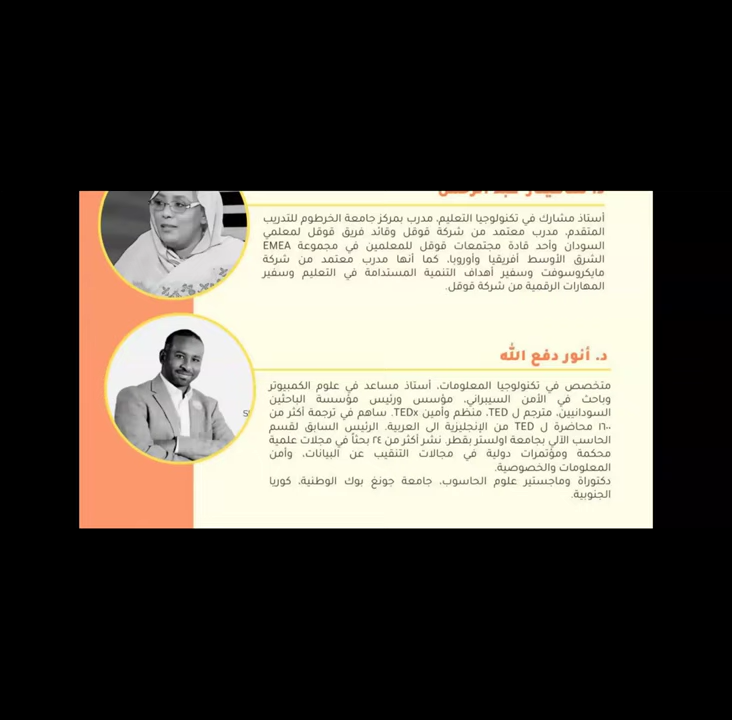 أستاذ مشارك في تكنولوجيا التعليم، مدرب بمركز جامعة الخرطوم للتدريب
المتقدم، مدرب معتمد من شركة قوقل وقائد فريق قوقل لمعلمي
السودان وأحد قادة مجتمعات قوقل للمعلمين في مجموعة EMEA
الشرق الأوسط أفريقيا وأوروبا، كما أنها مدرب معتمد من شركة
مايكروسوفت وسفير أهداف التنمية المستدامة في التعليم وسفير
المهارات الرقمية من شركة قوقل.
د. أنور دفع الله
متخصص في تكنولوجيا المعلومات، أستاذ مساعد في علوم الكمبيوتر
وباحث في الأمن السيبراني، مؤسس ورئيس مؤسسة الباحثين
السودانيين، مترجم ل TED، منظم وأمين TEDx. ساهم في ترجمة أكثر من
١٦٠٠ محاضرة ل TED من الإنجليزية الى العربية. الرئيس السابق لقسم
الحاسب الآلي بجامعة اولستر بقطر. نشر أكثر من ٢٤ بحثاً في مجلات علمية
محكمة ومؤتمرات دولية في مجالات التنقيب عن البيانات، وأمن
المعلومات والخصوصية.
دكتوراة وماجستير علوم الحاسوب، جامعة جونغ بوك الوطنية، كوريا
الجنوبية.